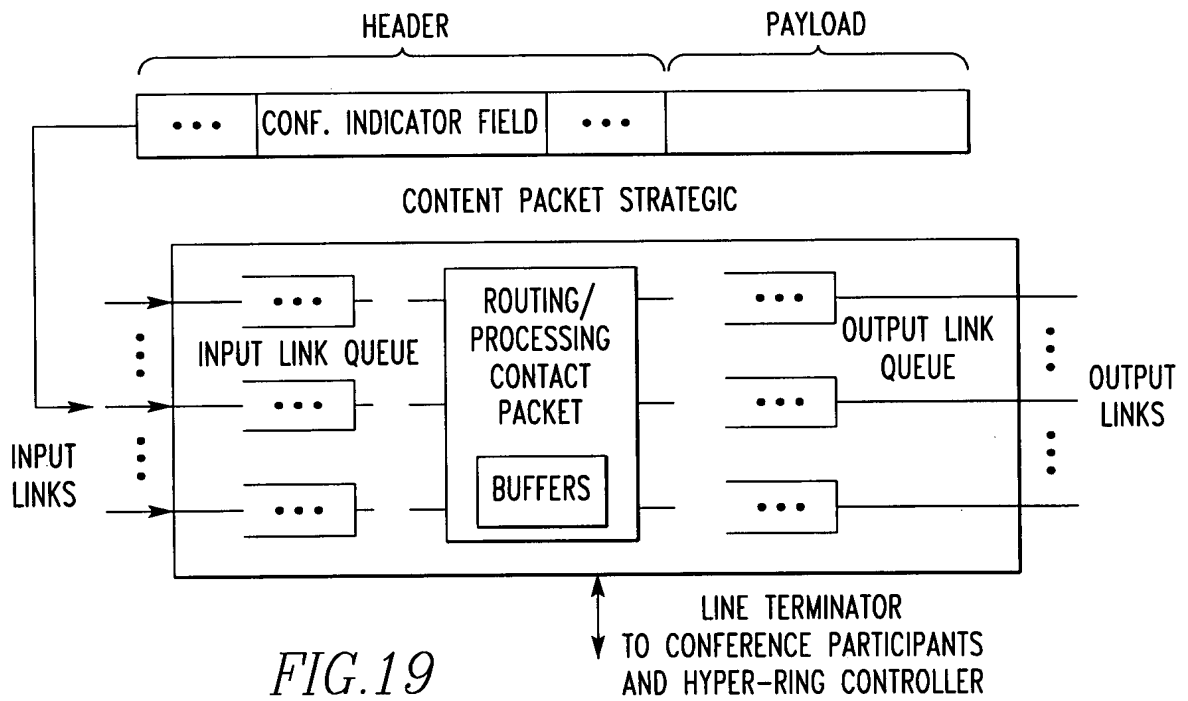 HEADER
PAYLOAD
••• CONF. INDICATOR FIELD •••
CONTENT PACKET STRATEGIC
INPUT
LINKS
•••
INPUT LINK QUEUE
•••
•••
ROUTING/
PROCESSING
CONTACT
PACKET
BUFFERS
•••
OUTPUT LINK
QUEUE
•••
•••
OUTPUT
LINKS
LINE TERMINATOR
TO CONFERENCE PARTICIPANTS
AND HYPER-RING CONTROLLER
FIG.19